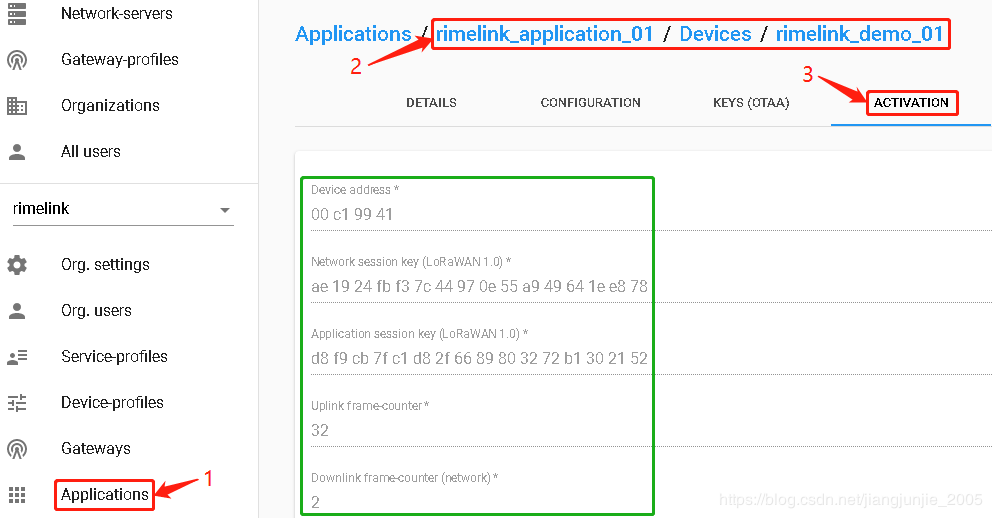 Network-servers
Gateway-profiles
Organizations
All users
rimelink
Org. settings
Org. users
Service-profiles
Device-profiles
Gateways
Applications
1
Applications / rimelink_application_01 / Devices / rimelink_demo_01
2
3
DETAILS CONFIGURATION KEYS (OTAA) ACTIVATION
Device address *
00 c1 99 41
Network session key (LoRaWAN 1.0) *
ae 19 24 fb f3 7c 44 97 0e 55 a9 49 64 1e e8 78
Application session key (LoRaWAN 1.0) *
d8 f9 cb 7f c1 d8 2f 66 89 80 32 72 b1 30 21 52
Uplink frame-counter *
32
Downlink frame-counter (network) *
2
https://blog.csdn.net/jiangjunjie_2005